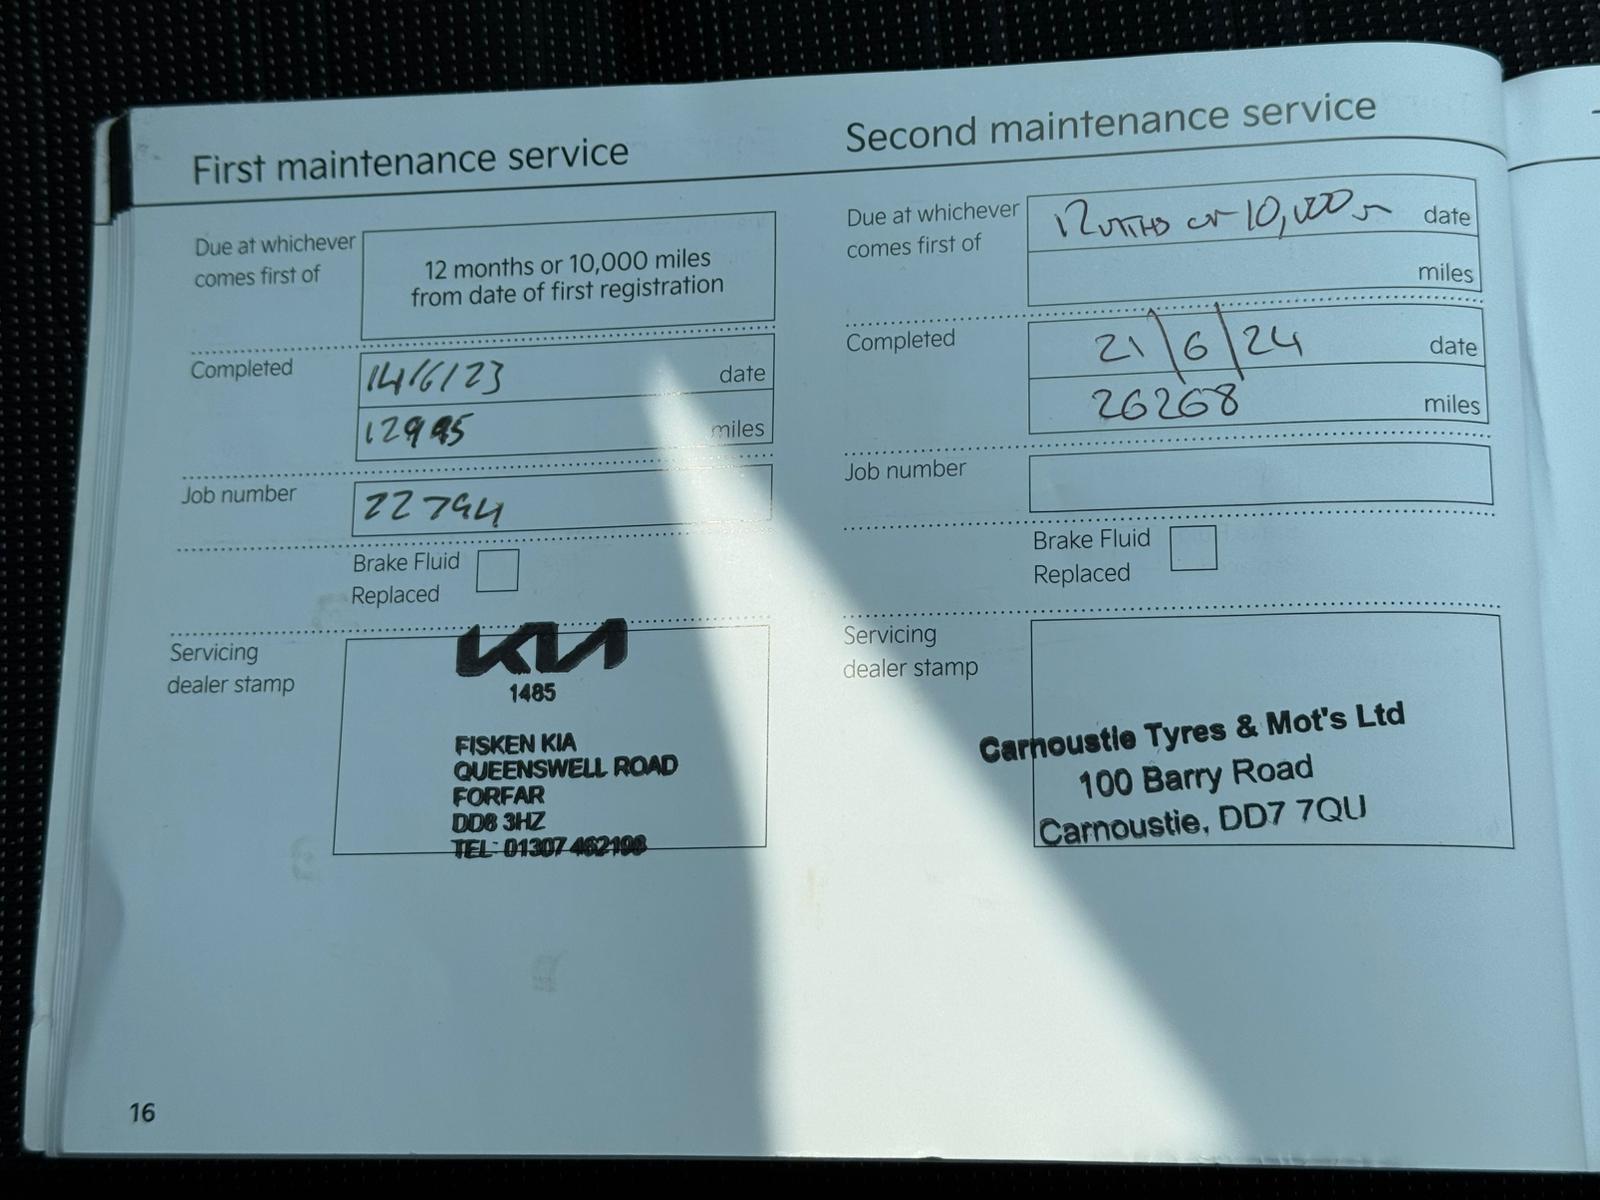 First maintenance service
Due at whichever
comes first of
12 months or 10,000 miles
from date of first registration
Completed
14/6/23
date
12995
miles
Job number
22794
Brake Fluid
Replaced
Servicing
dealer stamp
KIA
1485
FISKEN KIA
QUEENSWELL ROAD
FORFAR
DD8 3HZ
TEL: 01307 462198
16
Second maintenance service
Due at whichever
comes first of
12 or 10,000
date
miles
Completed
21/6/24
date
26268
miles
Job number
Brake Fluid
Replaced
Servicing
dealer stamp
Carnoustie Tyres & Mot's Ltd
100 Barry Road
Carnoustie, DD7 7QU